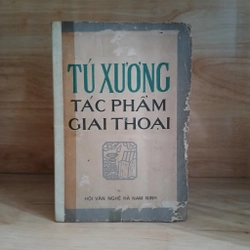 TÚ XƯƠNG
TÁC PHẨM
GIAI THOẠI
HỘI VĂN NGHỆ HÀ NAM NINH